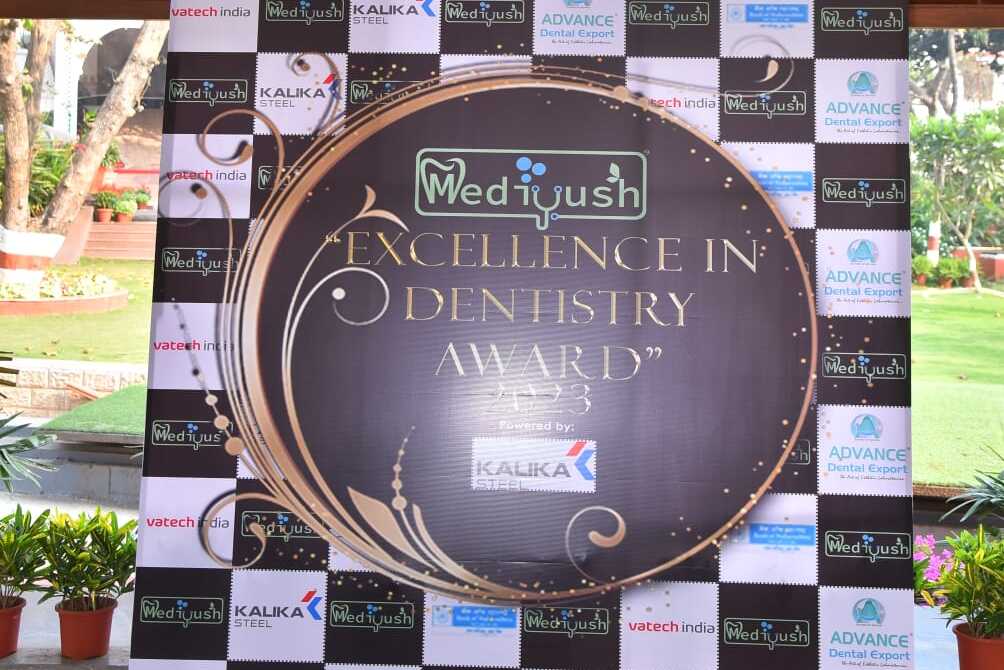 vatech india
Mediyush
KALIKA
STEEL
Mediyush
ADVANCE
Dental Export
Mediyush
Mediyush
Mediyush
KALIKA
STEEL
Mediyush
vatech india
Mediyush
ADVANCE
Dental Export
vatech india
Mediyush
Mediyush
"EXCELLENCE IN
DENTISTRY
AWARD"
2023
Powered by:
KALIKA
STEEL
Mediyush
ADVANCE
Dental Export
vatech india
Mediyush
Mediyush
ADVANCE
Dental Export
vatech india
Mediyush
Mediyush
Mediyush
KALIKA
STEEL
Mediyush
Mediyush
vatech india
Mediyush
ADVANCE
Dental Export